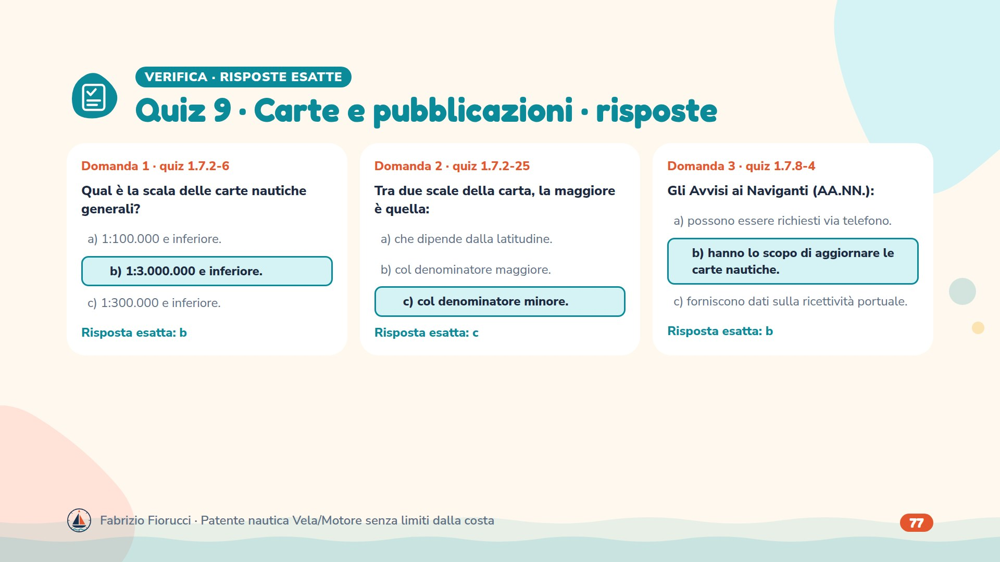 VERIFICA · RISPOSTE ESATTE
Quiz 9 · Carte e pubblicazioni · risposte
Domanda 1 · quiz 1.7.2-6
Qual è la scala delle carte nautiche
generali?
a) 1:100.000 e inferiore.
b) 1:3.000.000 e inferiore.
c) 1:300.000 e inferiore.
Risposta esatta: b
Domanda 2 · quiz 1.7.2-25
Tra due scale della carta, la maggiore
è quella:
a) che dipende dalla latitudine.
b) col denominatore maggiore.
c) col denominatore minore.
Risposta esatta: c
Domanda 3 · quiz 1.7.8-4
Gli Avvisi ai Naviganti (AA.NN.):
a) possono essere richiesti via telefono.
b) hanno lo scopo di aggiornare le
carte nautiche.
c) forniscono dati sulla ricettività portuale.
Risposta esatta: b
Fabrizio Fiorucci · Patente nautica Vela/Motore senza limiti dalla costa
77